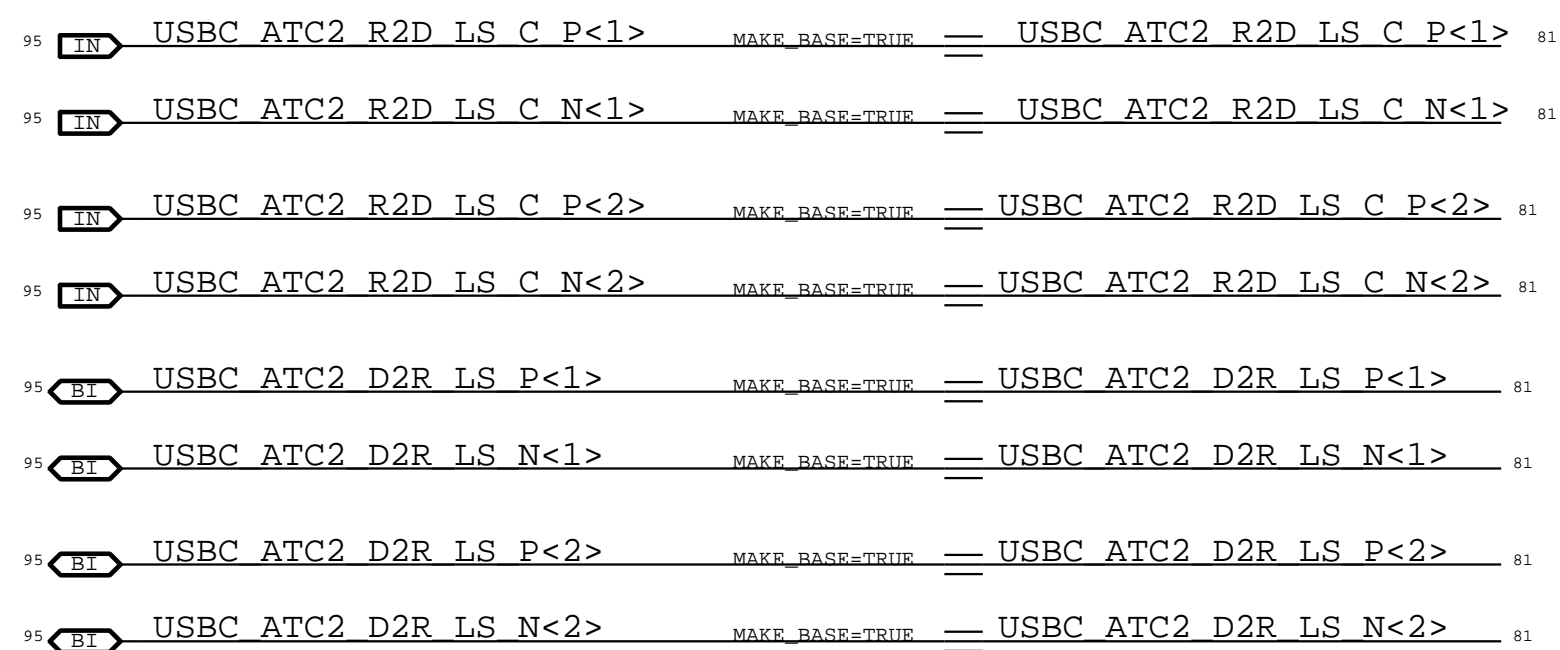 95 IN USBC_ATC2_R2D_LS_C_P<1> MAKE_BASE=TRUE USBC_ATC2_R2D_LS_C_P<1> 81
95 IN USBC_ATC2_R2D_LS_C_N<1> MAKE_BASE=TRUE USBC_ATC2_R2D_LS_C_N<1> 81
95 IN USBC_ATC2_R2D_LS_C_P<2> MAKE_BASE=TRUE USBC_ATC2_R2D_LS_C_P<2> 81
95 IN USBC_ATC2_R2D_LS_C_N<2> MAKE_BASE=TRUE USBC_ATC2_R2D_LS_C_N<2> 81
95 BI USBC_ATC2_D2R_LS_P<1> MAKE_BASE=TRUE USBC_ATC2_D2R_LS_P<1> 81
95 BI USBC_ATC2_D2R_LS_N<1> MAKE_BASE=TRUE USBC_ATC2_D2R_LS_N<1> 81
95 BI USBC_ATC2_D2R_LS_P<2> MAKE_BASE=TRUE USBC_ATC2_D2R_LS_P<2> 81
95 BI USBC_ATC2_D2R_LS_N<2> MAKE_BASE=TRUE USBC_ATC2_D2R_LS_N<2> 81